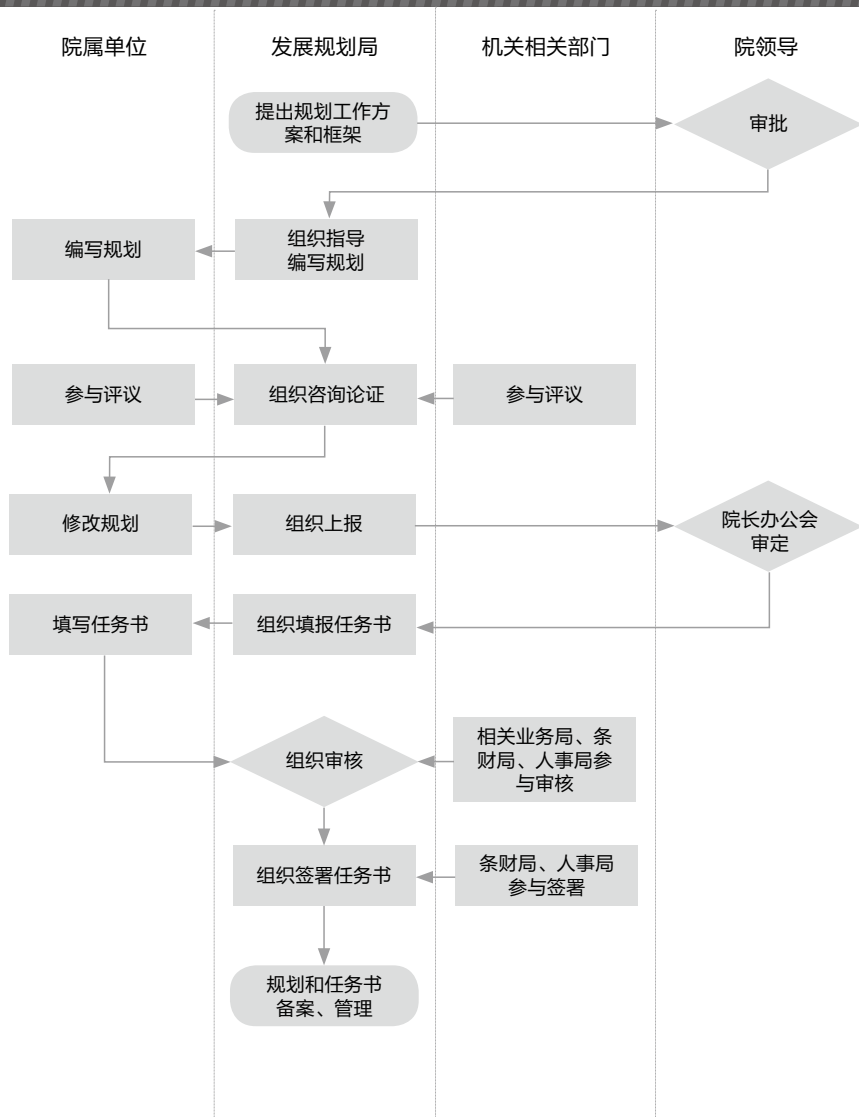 院属单位
发展规划局
机关相关部门
院领导
提出规划工作方
案和框架
审批
编写规划
组织指导
编写规划
参与评议
组织咨询论证
参与评议
修改规划
组织上报
院长办公会
审定
填写任务书
组织填报任务书
组织审核
相关业务局、条
财局、人事局参
与审核
组织签署任务书
条财局、人事局
参与签署
规划和任务书
备案、管理